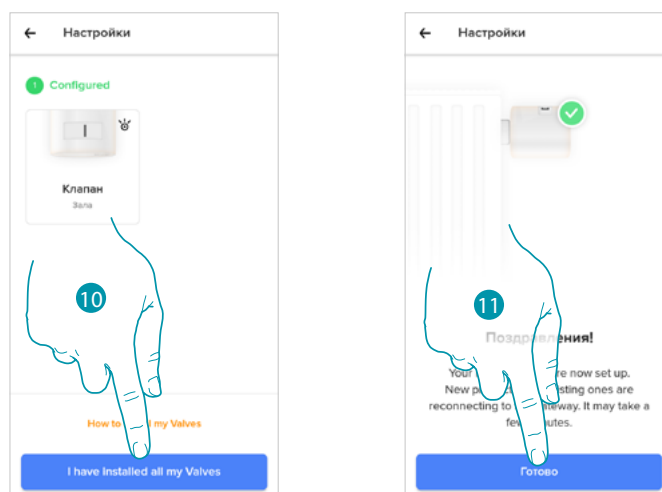 Настройки
1 Configured
Клапан
Зала
10
How to my Valves
I have Installed all my Valves
Настройки
11
Поздравления!
Your re now set up.
New sting ones are
reconnecting to teway. It may take a
few utes.
Готово